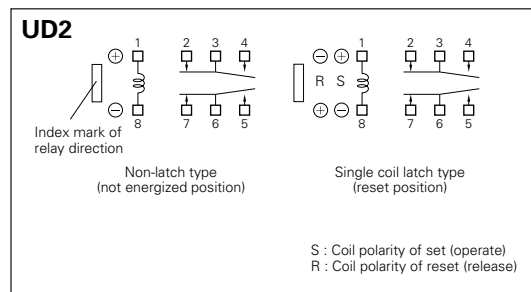 UD2
1 2 3 4
+
−
8 7 6 5
Index mark of
relay direction
Non-latch type
(not energized position)
1 2 3 4
− +
R S
+ −
8 7 6 5
Single coil latch type
(reset position)
S : Coil polarity of set (operate)
R : Coil polarity of reset (release)